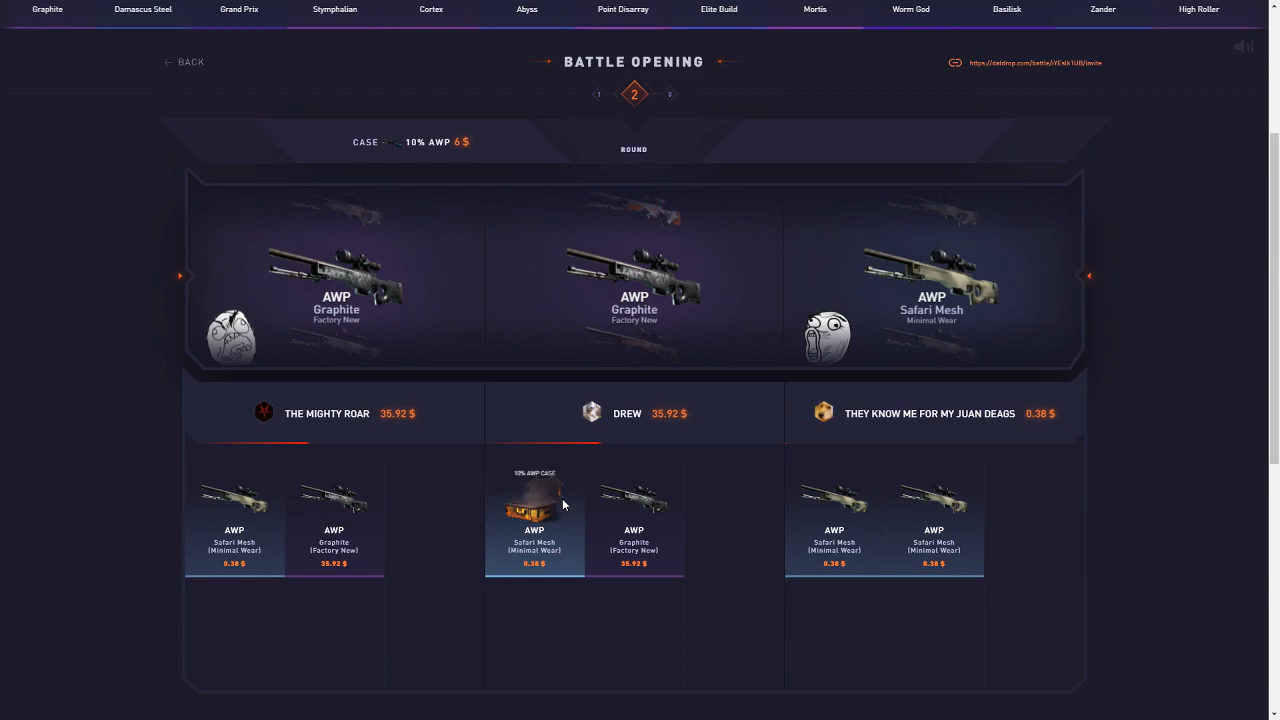 Graphite Damascus Steel Grand Prix Stymphalian Cortex Abyss Point Disarray Elite Build Mortis Worm God Basilisk Zander High Roller
← BACK
BATTLE OPENING
1 2 3
CASE 10% AWP 6 $
ROUND
AWP
Graphite
Factory New
AWP
Graphite
Factory New
AWP
Safari Mesh
Minimal Wear
THE MIGHTY ROAR 35.92 $
DREW 35.92 $
THEY KNOW ME FOR MY JUAN DEAGS 0.38 $
AWP
Safari Mesh
(Minimal Wear)
0.38 $
AWP
Graphite
(Factory New)
35.92 $
10% AWP CASE
AWP
Safari Mesh
(Minimal Wear)
0.38 $
AWP
Graphite
(Factory New)
35.92 $
AWP
Safari Mesh
(Minimal Wear)
0.38 $
AWP
Safari Mesh
(Minimal Wear)
0.38 $